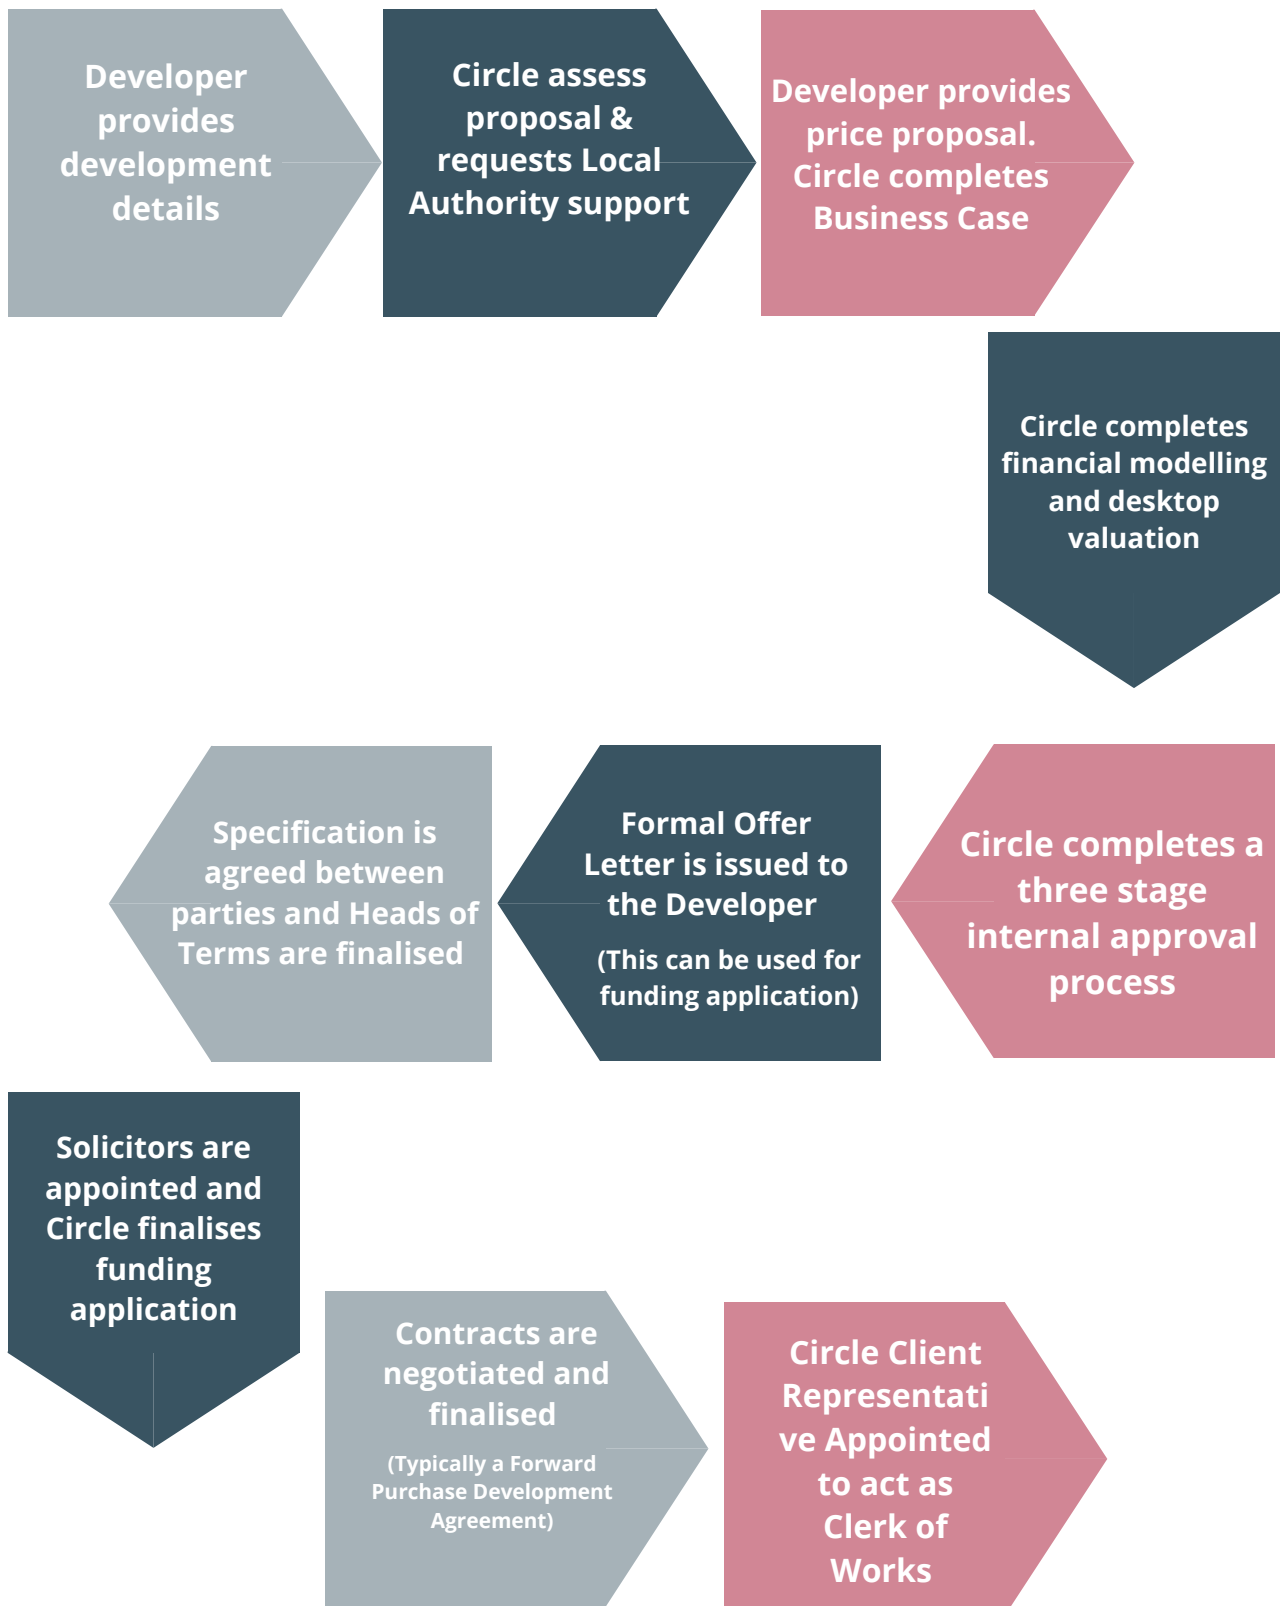 Developer
provides
development
details
Circle assess
proposal &
requests Local
Authority support
Developer provides
price proposal.
Circle completes
Business Case
Circle completes
financial modelling
and desktop
valuation
Circle completes a
three stage
internal approval
process
Formal Offer
Letter is issued to
the Developer
(This can be used for
funding application)
Specification is
agreed between
parties and Heads of
Terms are finalised
Solicitors are
appointed and
Circle finalises
funding
application
Contracts are
negotiated and
finalised
(Typically a Forward
Purchase Development
Agreement)
Circle Client
Representati
ve Appointed
to act as
Clerk of
Works